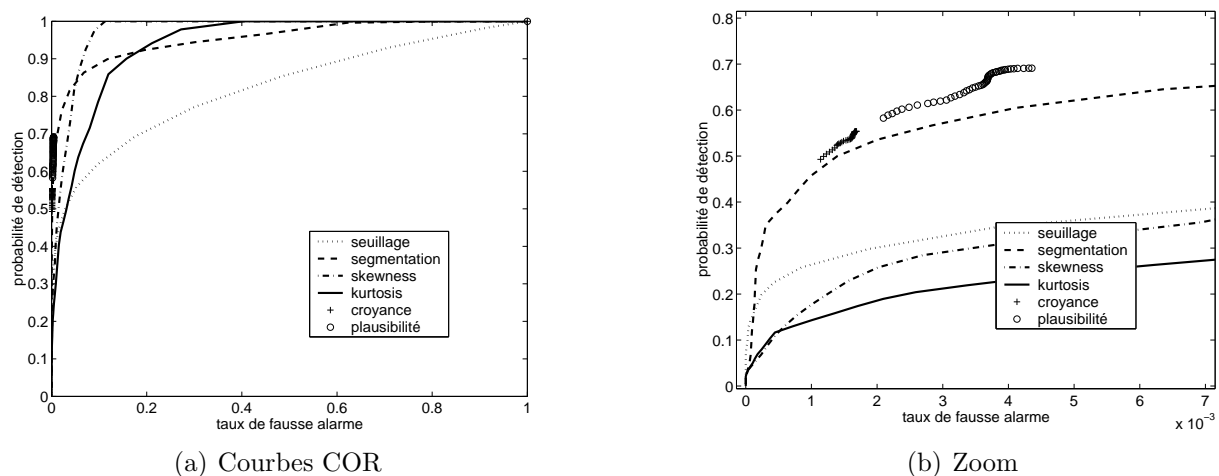 1
0.9
0.8
0.7
0.6
0.5
0.4
0.3
0.2
0.1
0
probabilité de détection
0 0.2 0.4 0.6 0.8 1
taux de fausse alarme
seuillage
segmentation
skewness
kurtosis
croyance
plausibilité
(a) Courbes COR
0.8
0.7
0.6
0.5
0.4
0.3
0.2
0.1
0
probabilité de détection
0 1 2 3 4 5 6 7
x 10⁻³
taux de fausse alarme
seuillage
segmentation
skewness
kurtosis
croyance
plausibilité
(b) Zoom